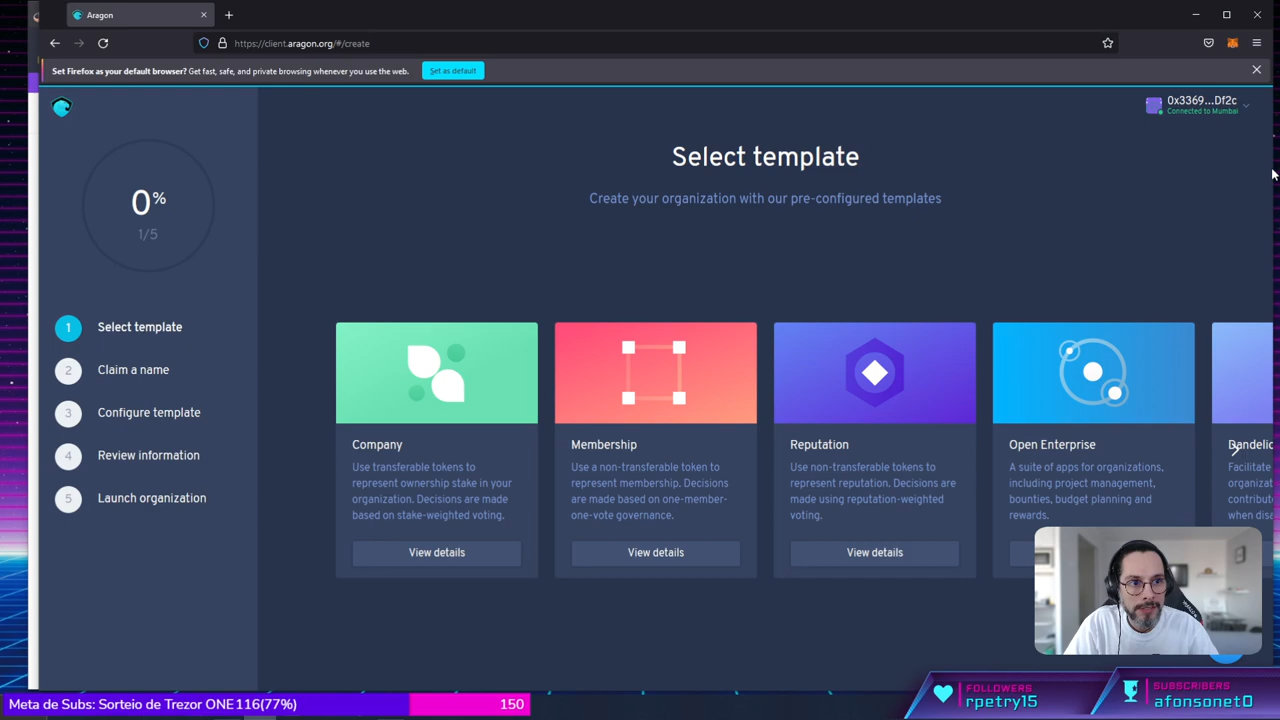 Aragon
https://client.aragon.org/#/create
Set Firefox as your default browser? Get fast, safe, and private browsing whenever you use the web.
Set as default
0x3369...Df2c
Connected to Mumbai
0%
1/5
1 Select template
2 Claim a name
3 Configure template
4 Review information
5 Launch organization
Select template
Create your organization with our pre-configured templates
Company
Use transferable tokens to
represent ownership stake in your
organization. Decisions are made
based on stake-weighted voting.
View details
Membership
Use a non-transferable token to
represent membership. Decisions
are made based on one-member-
one-vote governance.
View details
Reputation
Use non-transferable tokens to
represent reputation. Decisions are
made using reputation-weighted
voting.
View details
Open Enterprise
A suite of apps for organizations,
including project management,
bounties, budget planning and
rewards.
Facilitate
Meta de Subs: Sorteio de Trezor ONE 116(77%)
150
FOLLOWERS
rpetry15
SUBSCRIBERS
afonsonet0